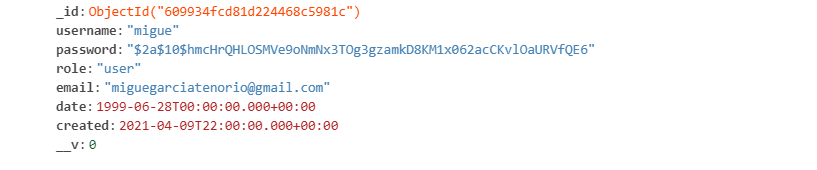 _id: ObjectId("609934fcd81d224468c5981c")
username: "migue"
password: "$2a$10$hmcHrQHLOSMVe9oNmNx3TOg3gzamkD8KM1x062acCKvlOaURVfQE6"
role: "user"
email: "miguegarciatenorio@gmail.com"
date: 1999-06-28T00:00:00.000+00:00
created: 2021-04-09T22:00:00.000+00:00
__v: 0